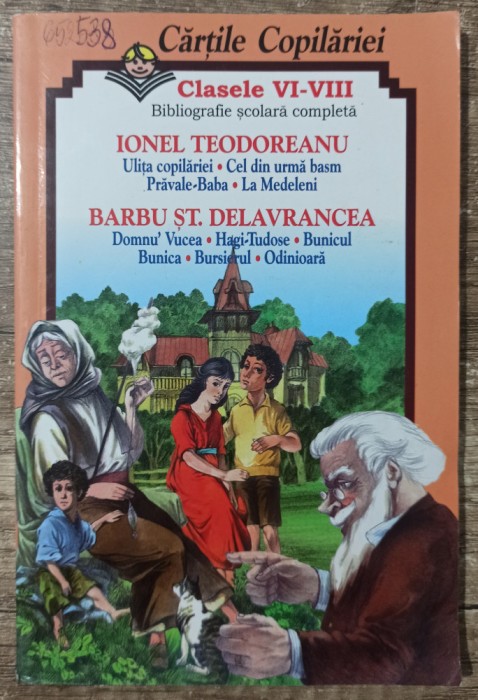 652538
Cărțile Copilăriei
Clasele VI-VIII
Bibliografie școlară completă
IONEL TEODOREANU
Ulița copilăriei • Cel din urmă basm
Prăvale-Baba • La Medeleni
BARBU ȘT. DELAVRANCEA
Domnu' Vucea • Hagi-Tudose • Bunicul
Bunica • Bursierul • Odinioară